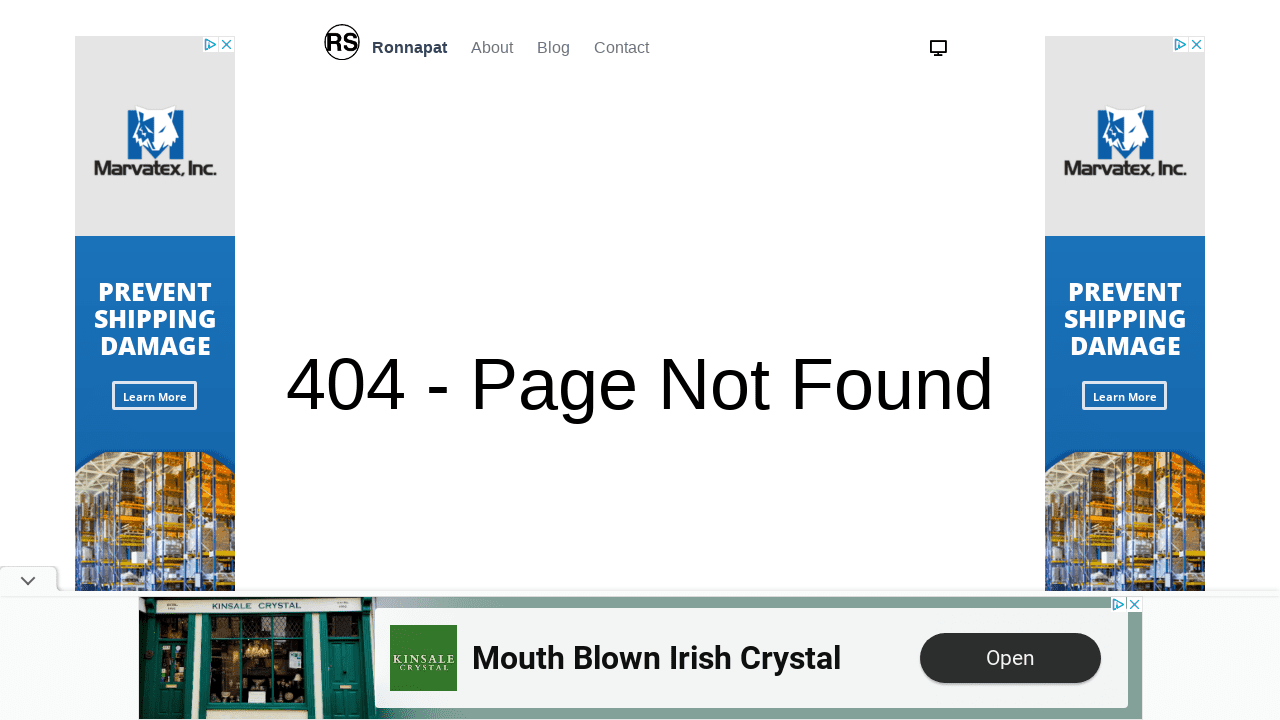 RS Ronnapat About Blog Contact
Marvatex, Inc.
PREVENT
SHIPPING
DAMAGE
Learn More
404 - Page Not Found
Marvatex, Inc.
PREVENT
SHIPPING
DAMAGE
Learn More
KINSALE CRYSTAL
KINSALE
CRYSTAL
Mouth Blown Irish Crystal
Open